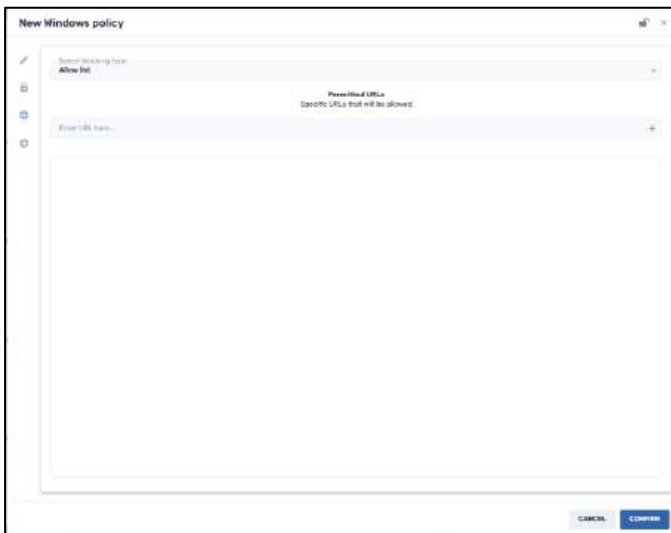 New Windows policy
Select blocking type
Allow list
Permitted URLs
Specific URLs that will be allowed
Enter URL here...
CANCEL
CONFIRM